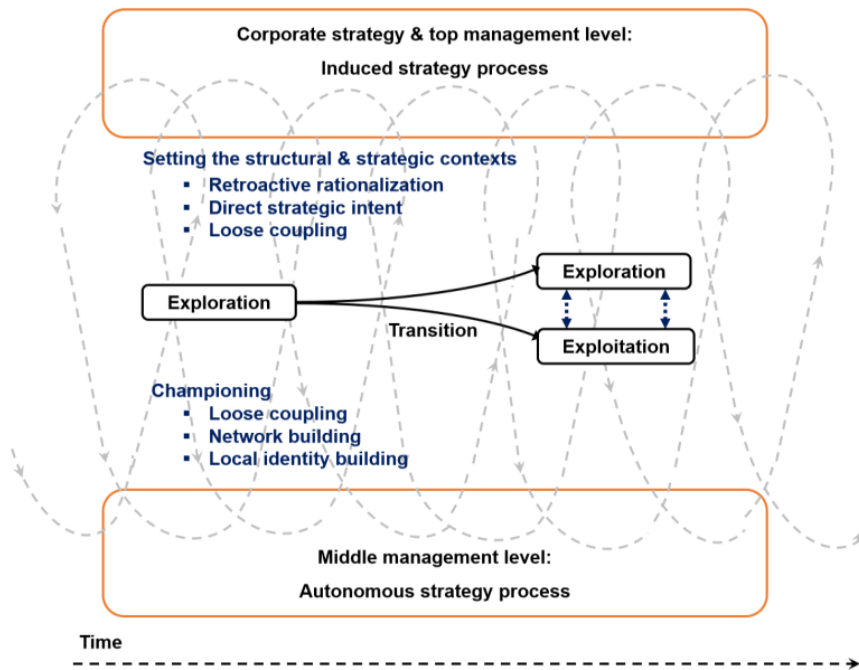 Corporate strategy & top management level:
Induced strategy process
Setting the structural & strategic contexts
▪ Retroactive rationalization
▪ Direct strategic intent
▪ Loose coupling
Exploration
Exploration
Transition
Exploitation
Championing
▪ Loose coupling
▪ Network building
▪ Local identity building
Middle management level:
Autonomous strategy process
Time